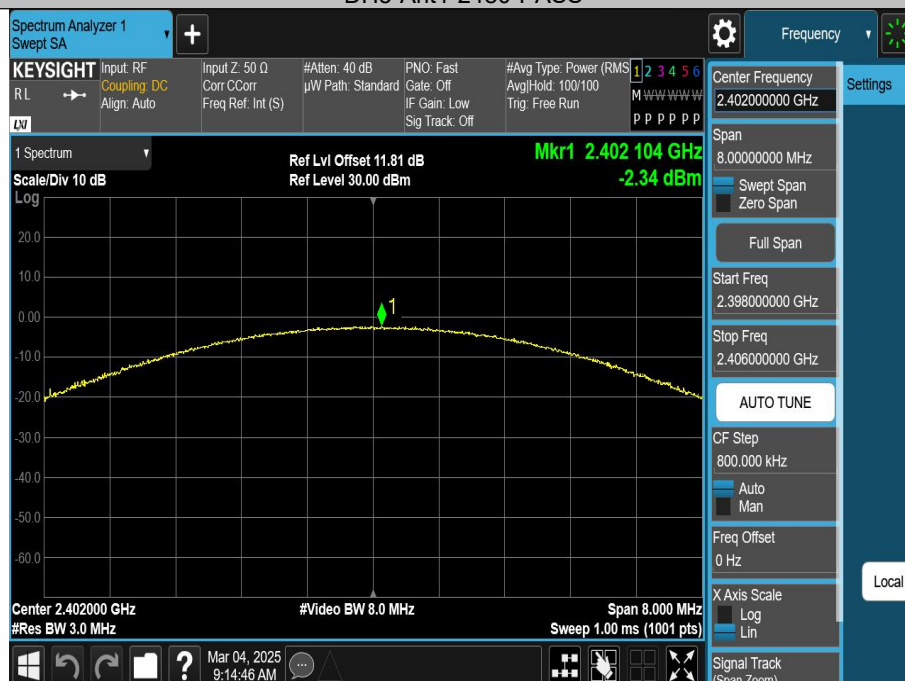 Spectrum Analyzer 1
Swept SA
+
Frequency
KEYSIGHT
RL
LXI
Input: RF
Coupling: DC
Align: Auto
Input Z: 50 Ω
Corr CCorr
Freq Ref: Int (S)
#Atten: 40 dB
µW Path: Standard
PNO: Fast
Gate: Off
IF Gain: Low
Sig Track: Off
#Avg Type: Power (RMS
Avg|Hold: 100/100
Trig: Free Run
1 2 3 4 5 6
M W W W W W
P P P P P P
1 Spectrum
Scale/Div 10 dB
Log
Ref Lvl Offset 11.81 dB
Ref Level 30.00 dBm
Mkr1 2.402 104 GHz
-2.34 dBm
20.0
10.0
0.00
-10.0
-20.0
-30.0
-40.0
-50.0
-60.0
1
Center 2.402000 GHz
#Res BW 3.0 MHz
#Video BW 8.0 MHz
Span 8.000 MHz
Sweep 1.00 ms (1001 pts)
Center Frequency
2.402000000 GHz
Settings
Span
8.00000000 MHz
Swept Span
Zero Span
Full Span
Start Freq
2.398000000 GHz
Stop Freq
2.406000000 GHz
AUTO TUNE
CF Step
800.000 kHz
Auto
Man
Freq Offset
0 Hz
X Axis Scale
Log
Lin
Local
Signal Track
(Span Zoom)
?
Mar 04, 2025
9:14:46 AM